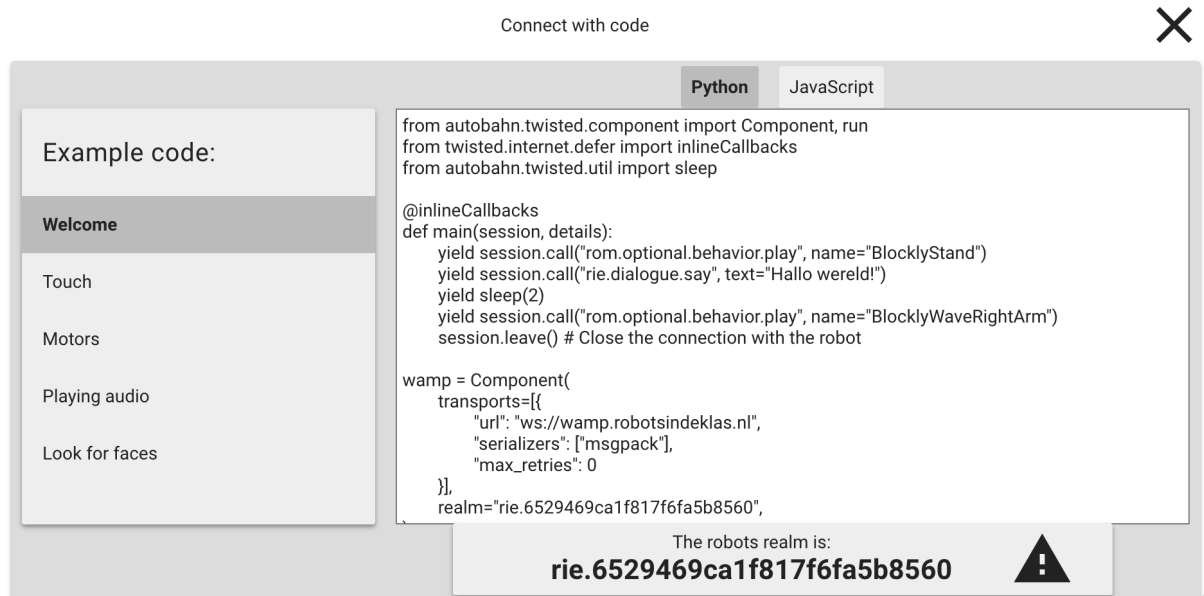 Connect with code
Python
JavaScript
Example code:
Welcome
Touch
Motors
Playing audio
Look for faces
from autobahn.twisted.component import Component, run
from twisted.internet.defer import inlineCallbacks
from autobahn.twisted.util import sleep
@inlineCallbacks
def main(session, details):
yield session.call("rom.optional.behavior.play", name="BlocklyStand")
yield session.call("rie.dialogue.say", text="Hallo wereld!")
yield sleep(2)
yield session.call("rom.optional.behavior.play", name="BlocklyWaveRightArm")
session.leave() # Close the connection with the robot
wamp = Component(
transports=[{
"url": "ws://wamp.robotsindeklas.nl",
"serializers": ["msgpack"],
"max_retries": 0
}],
realm="rie.6529469ca1f817f6fa5b8560",
The robots realm is:
rie.6529469ca1f817f6fa5b8560